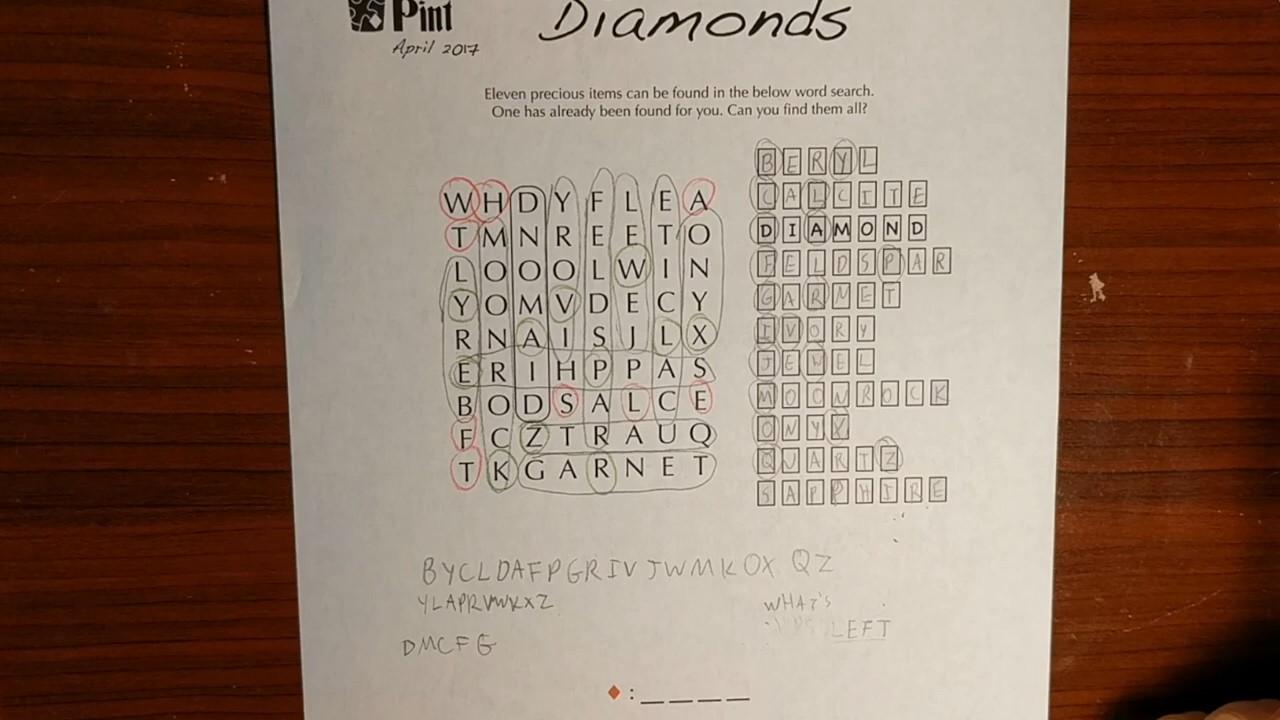 Pint
Diamonds
April 2017
Eleven precious items can be found in the below word search.
One has already been found for you. Can you find them all?
W H D Y F L E A
T M N R E E T O
L O O O L W I N
Y O M V D E C Y
R N A I S J L X
E R I H P P A S
B O D S A L C E
F C Z T R A U Q
T K G A R N E T
BERYL
CALCITE
DIAMOND
FELDSPAR
GARNET
IVORY
JEWEL
MOONROCK
ONYX
QUARTZ
SAPPHIRE
BYCLDAFPGRIVJWMKOX QZ
YLAPRVWKXZ
DMCFG
WHAT'S
LEFT
: _ _ _ _